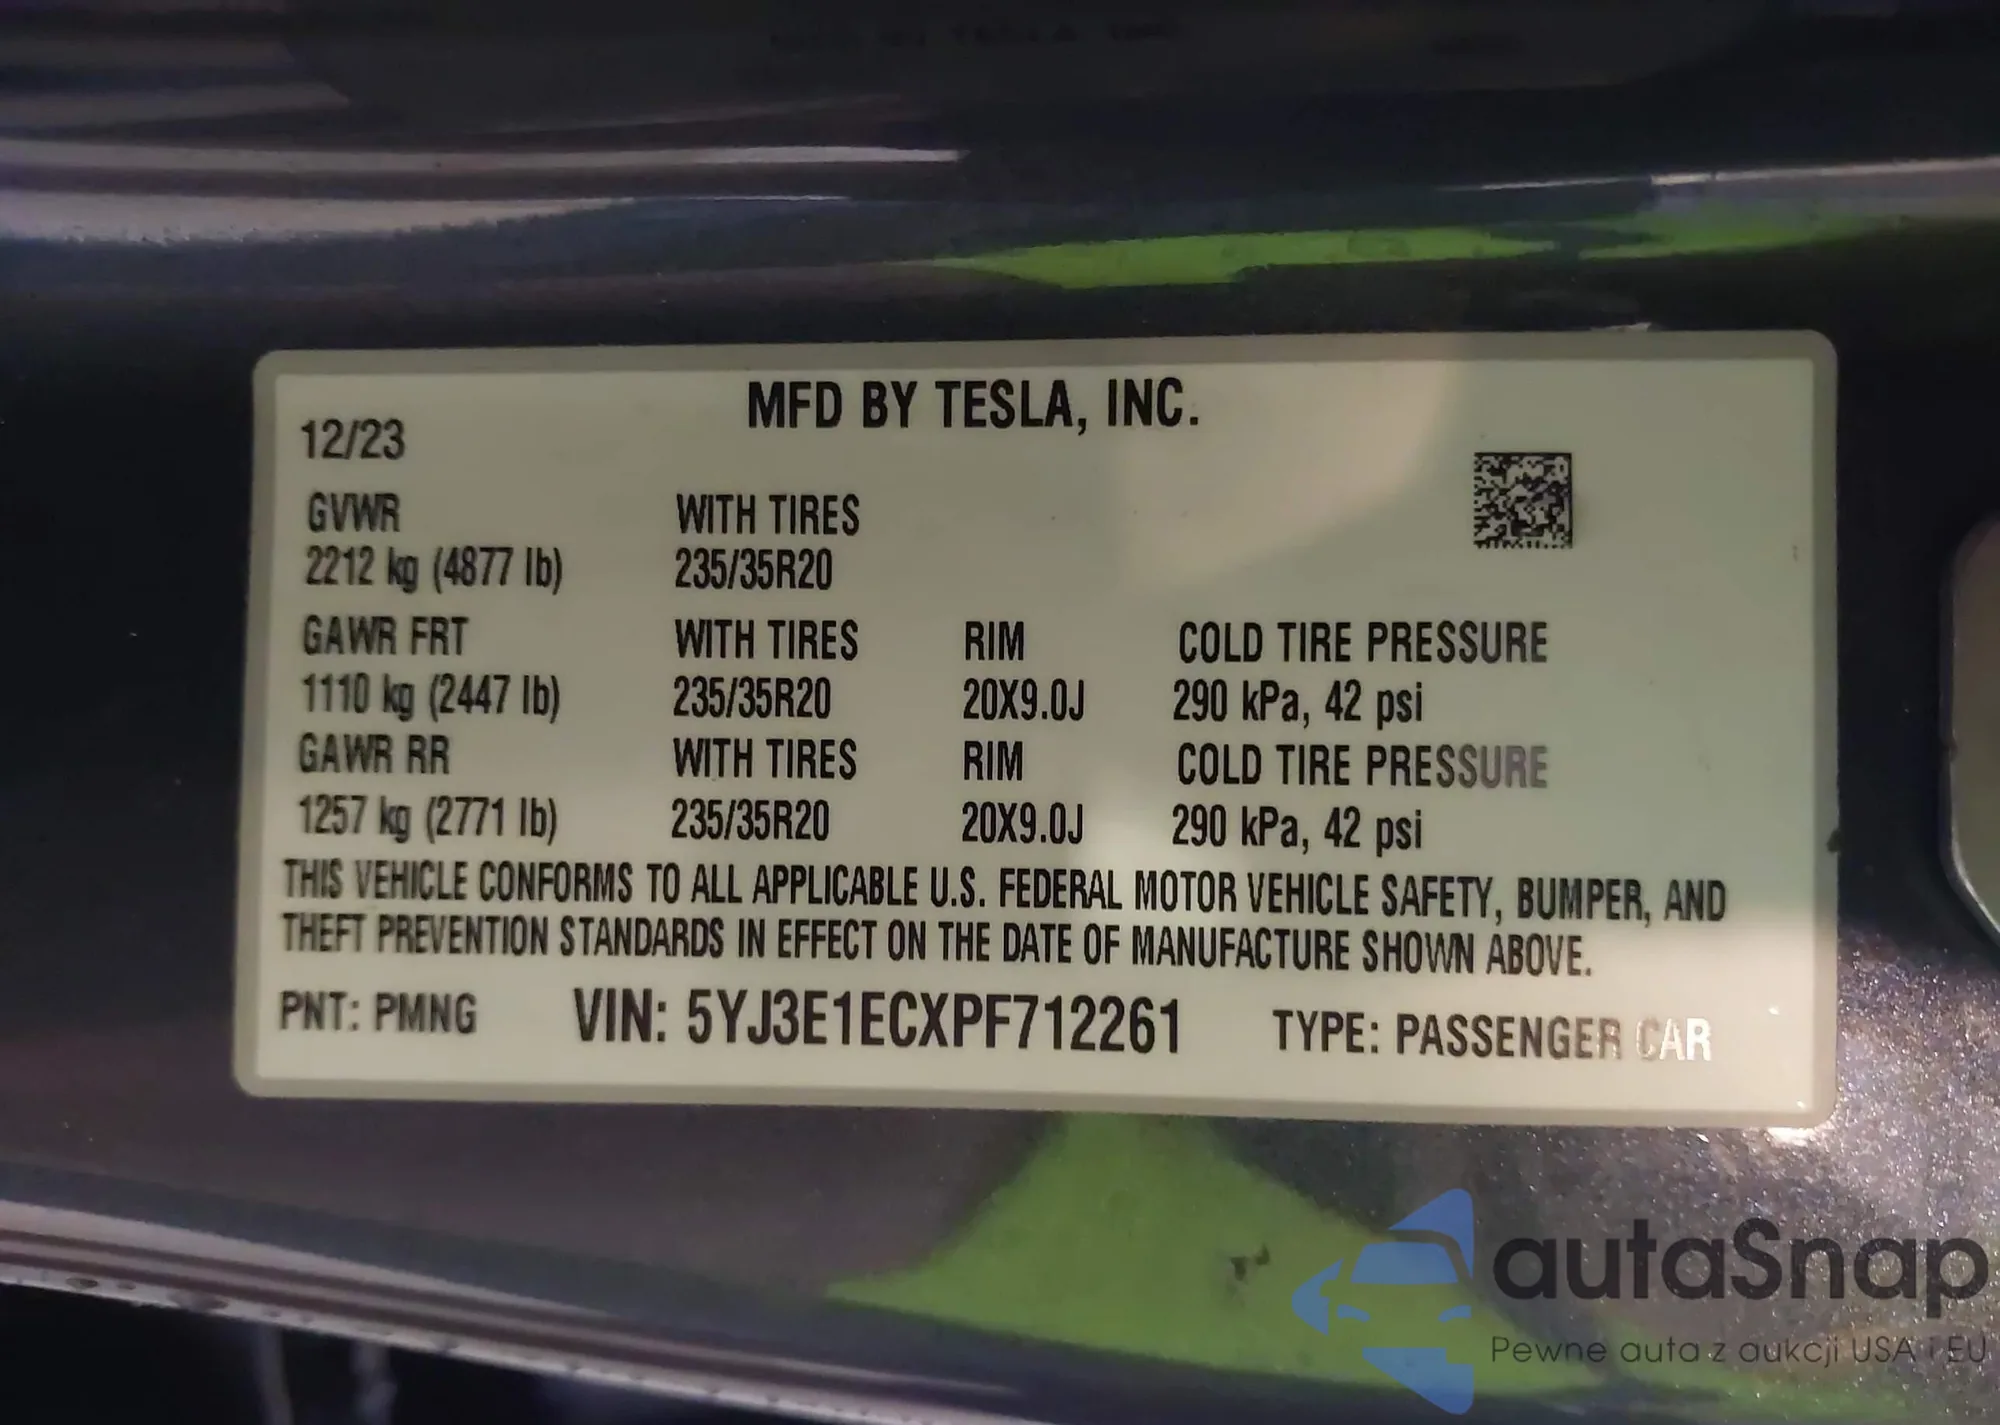 MFD BY TESLA, INC.
12/23
GVWR WITH TIRES
2212 kg (4877 lb) 235/35R20
GAWR FRT WITH TIRES RIM COLD TIRE PRESSURE
1110 kg (2447 lb) 235/35R20 20X9.0J 290 kPa, 42 psi
GAWR RR WITH TIRES RIM COLD TIRE PRESSURE
1257 kg (2771 lb) 235/35R20 20X9.0J 290 kPa, 42 psi
THIS VEHICLE CONFORMS TO ALL APPLICABLE U.S. FEDERAL MOTOR VEHICLE SAFETY, BUMPER, AND
THEFT PREVENTION STANDARDS IN EFFECT ON THE DATE OF MANUFACTURE SHOWN ABOVE.
PNT: PMNG VIN: 5YJ3E1ECXPF712261 TYPE: PASSENGER CAR
autaSnap
Pewne auta z aukcji USA i EU